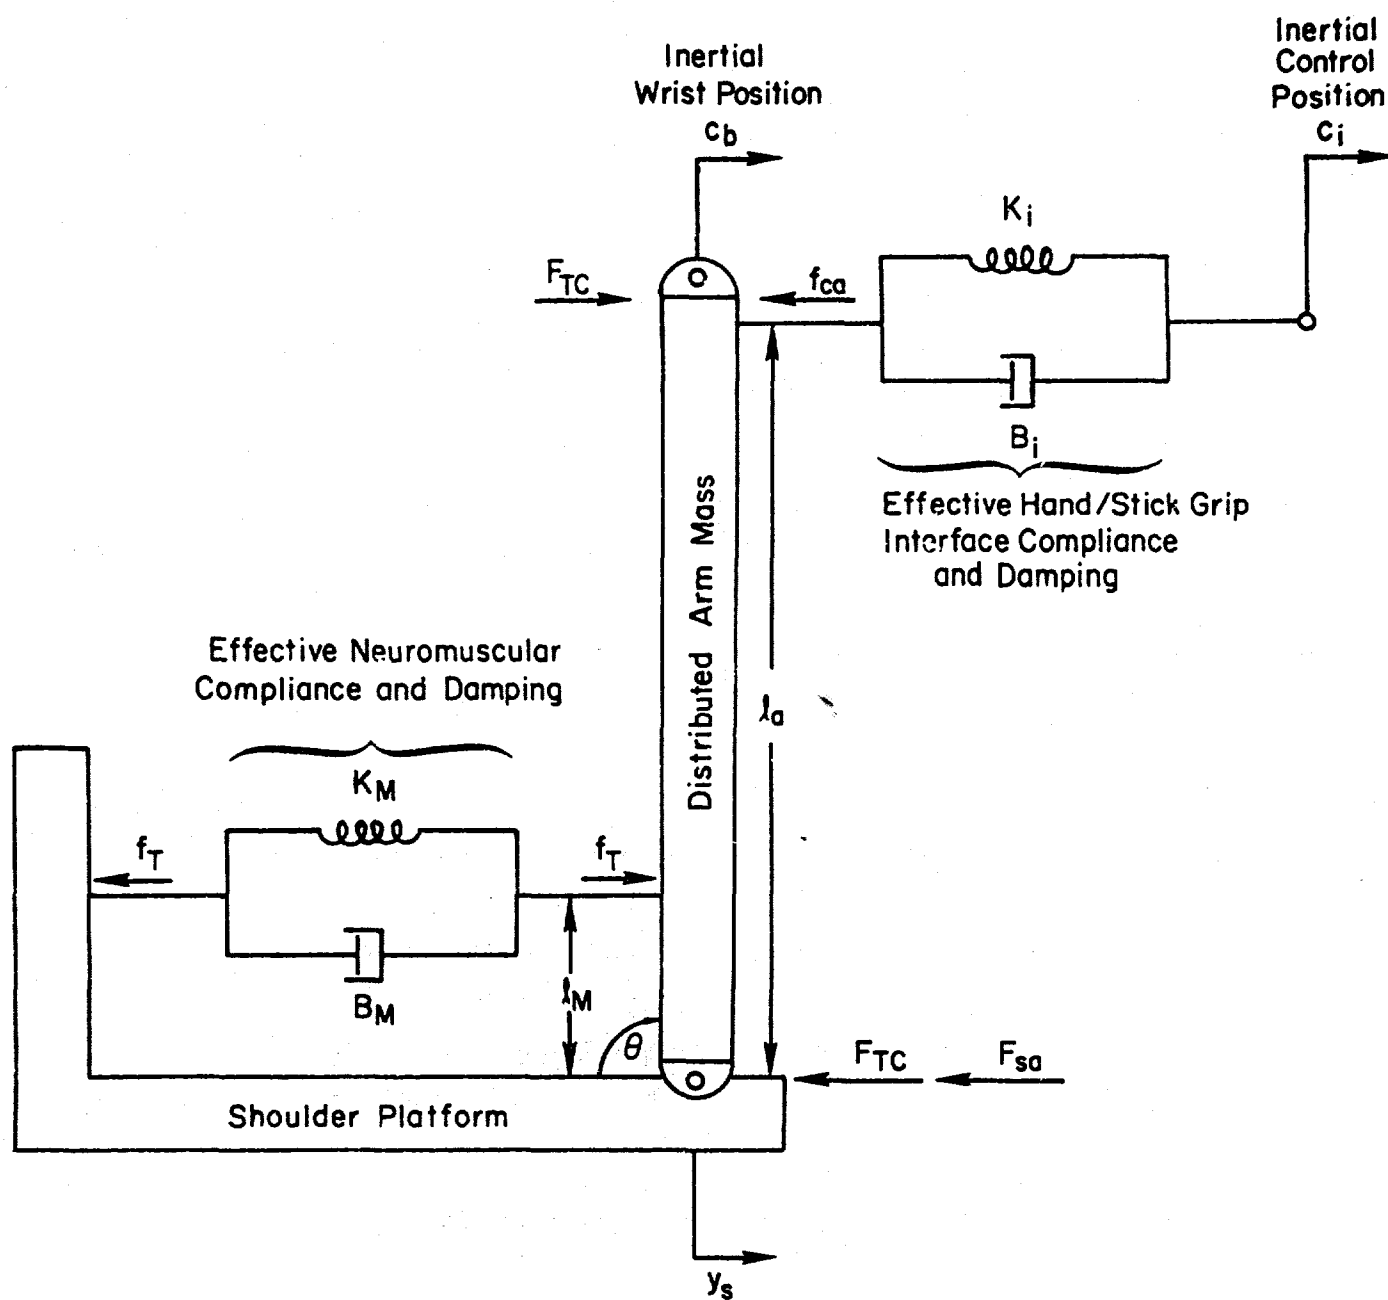 Inertial
Wrist Position
c_b
Inertial
Control
Position
c_i
K_i
F_TC
f_ca
B_i
Effective Hand/Stick Grip
Interface Compliance
and Damping
Distributed Arm Mass
Effective Neuromuscular
Compliance and Damping
l_a
K_M
f_T
f_T
B_M
l_M
θ
F_TC
F_sa
Shoulder Platform
y_s